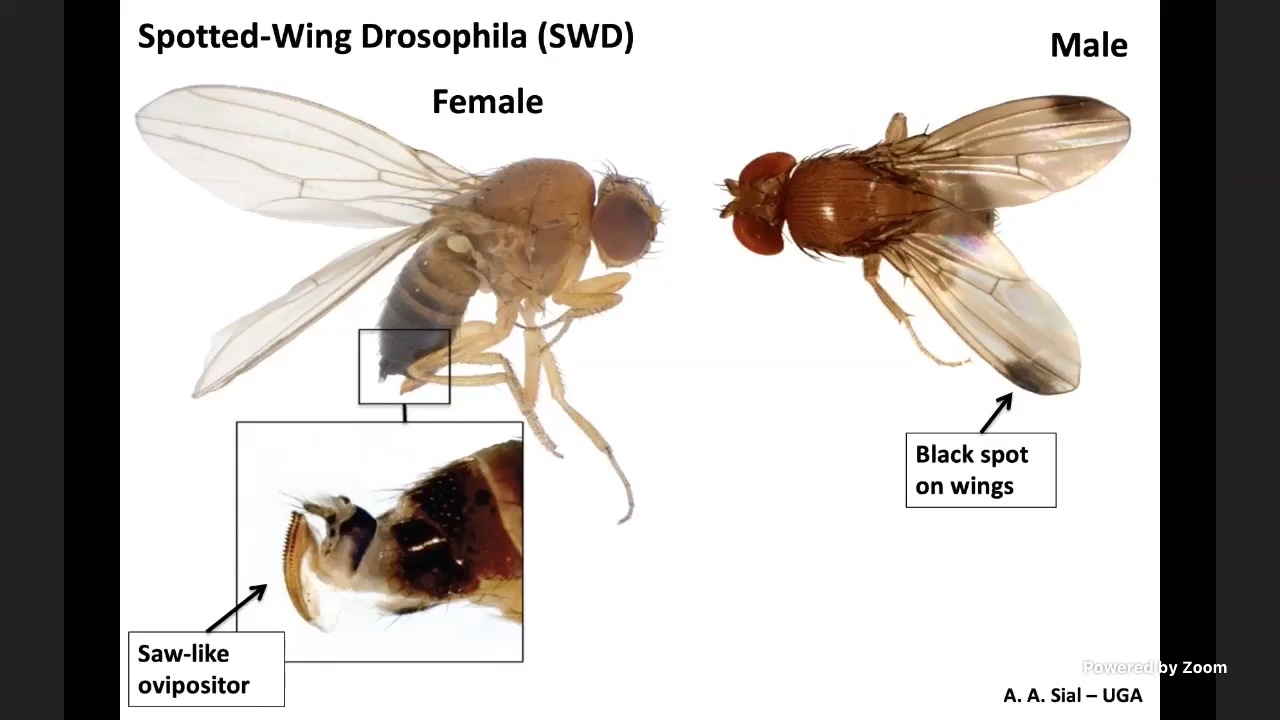 Spotted-Wing Drosophila (SWD)
Male
Female
Black spot
on wings
Saw-like
ovipositor
Powered by Zoom
A. A. Sial – UGA